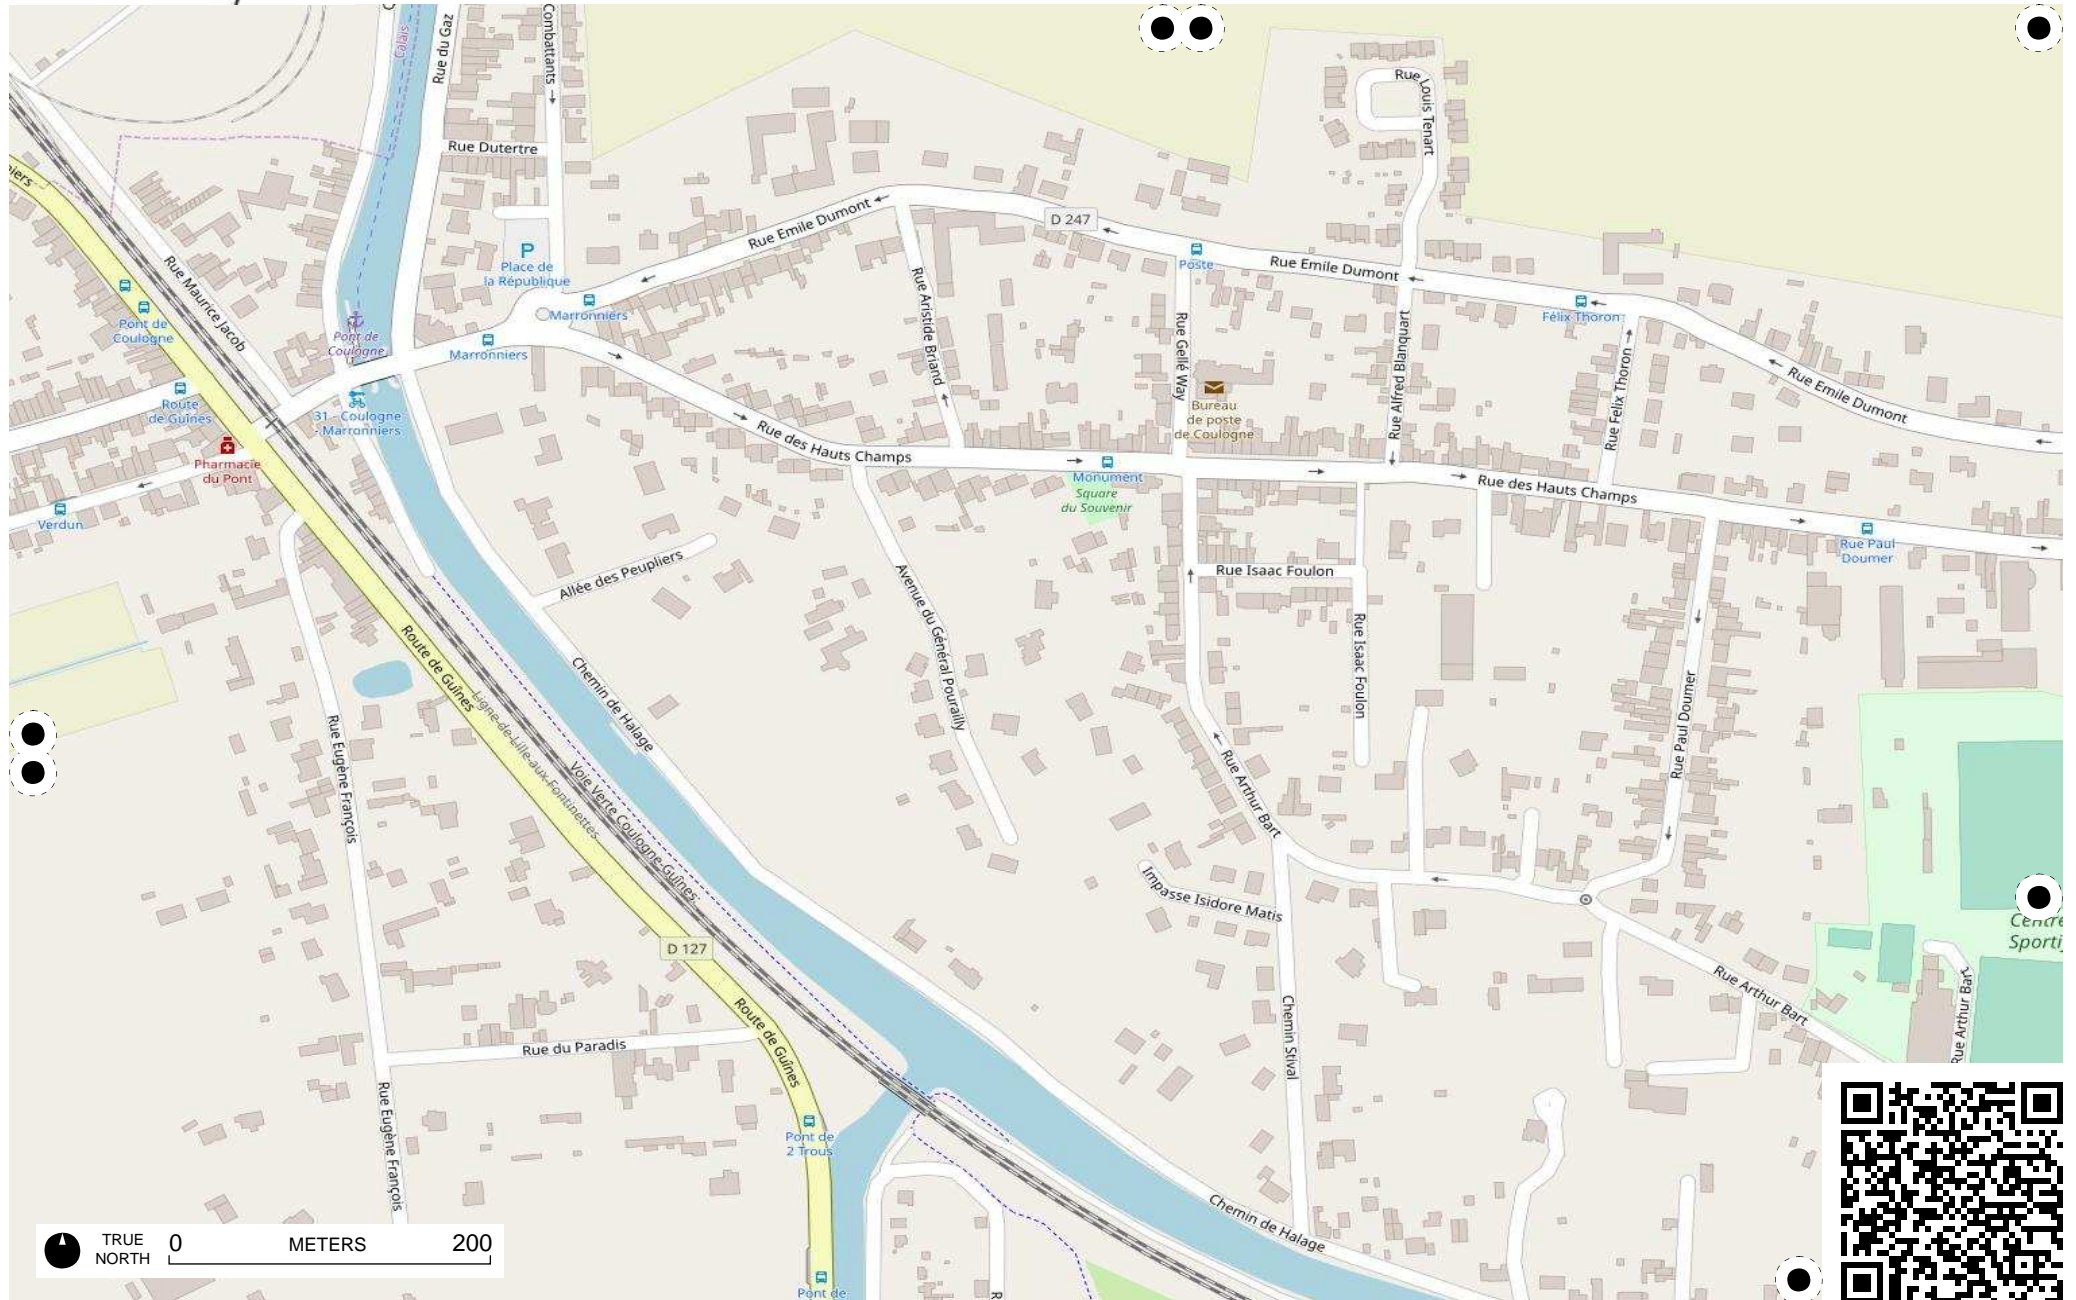 Calais
Rue du Gaz
Combattants
Rue Louis Tenart
Rue Dutertre
niers
D 247
Rue Emile Dumont
P
Place de
la République
Poste
Rue Emile Dumont
Rue Maurice Jacob
Rue Aristide Briand
Marronniers
Félix Thoron
Pont de
Coulogne
Pont de
Coulogne
Marronniers
Rue Gellé Way
Rue Alfred Blanquart
Rue Felix Thoron
Rue Emile Dumont
Route
de Guînes
31 - Coulogne
- Marronniers
Bureau
de poste
de Coulogne
Rue des Hauts Champs
Pharmacie
du Pont
Monument
Square
du Souvenir
Rue des Hauts Champs
Verdun
Rue Paul
Doumer
Allée des Peupliers
Rue Isaac Foulon
Avenue du Général Pourailly
Rue Isaac Foulon
Route de Guînes
Chemin de Halage
Ligne de Lille aux Fontinettes
Rue Paul Doumer
Rue Eugène François
Voie Verte Coulogne-Guînes
Rue Arthur Bart
Impasse Isidore Matis
Centre
Sporti
D 127
Rue Arthur Bart
Rue Arthur Bart
Route de Guînes
Chemin Stival
Rue du Paradis
Rue Eugène François
Pont de
2 Trous
Chemin de Halage
TRUE
NORTH
0 METERS 200
Pont de
R